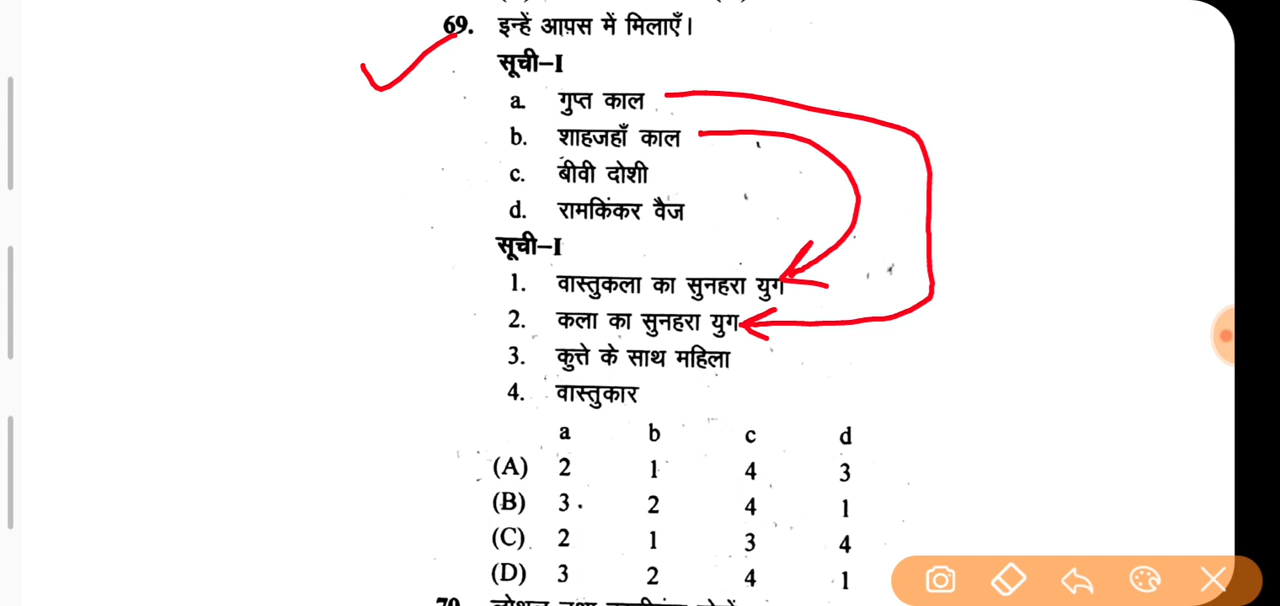 69. इन्हें आपस में मिलाएँ।
सूची–I
a. गुप्त काल
b. शाहजहाँ काल
c. बीवी दोशी
d. रामकिंकर वैज
सूची–I
1. वास्तुकला का सुनहरा युग
2. कला का सुनहरा युग
3. कुत्ते के साथ महिला
4. वास्तुकार
a b c d
(A) 2 1 4 3
(B) 3 2 4 1
(C) 2 1 3 4
(D) 3 2 4 1
70.